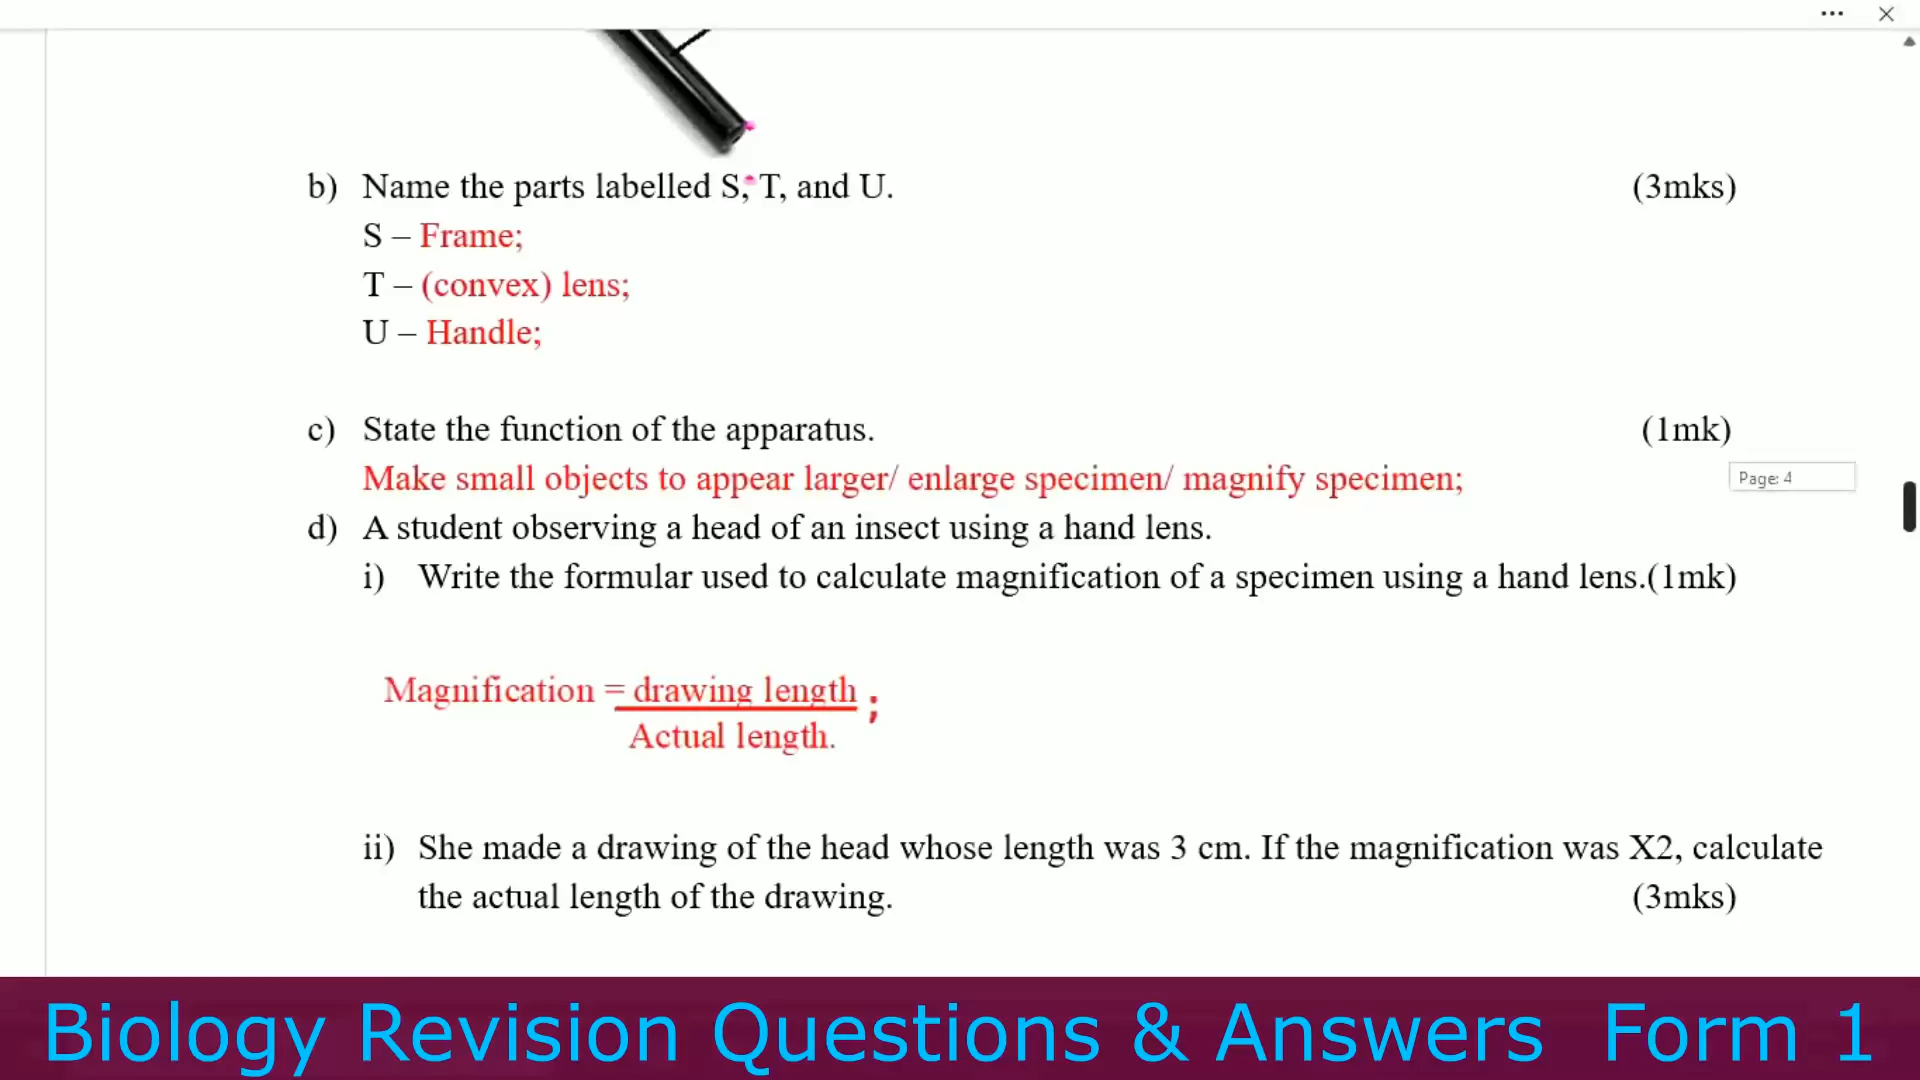 b) Name the parts labelled S, T, and U. (3mks)
S – Frame;
T – (convex) lens;
U – Handle;
c) State the function of the apparatus. (1mk)
Make small objects to appear larger/ enlarge specimen/ magnify specimen;
Page: 4
d) A student observing a head of an insect using a hand lens.
i) Write the formular used to calculate magnification of a specimen using a hand lens.(1mk)
Magnification = drawing length ;
Actual length.
ii) She made a drawing of the head whose length was 3 cm. If the magnification was X2, calculate
the actual length of the drawing. (3mks)
Biology Revision Questions & Answers Form 1